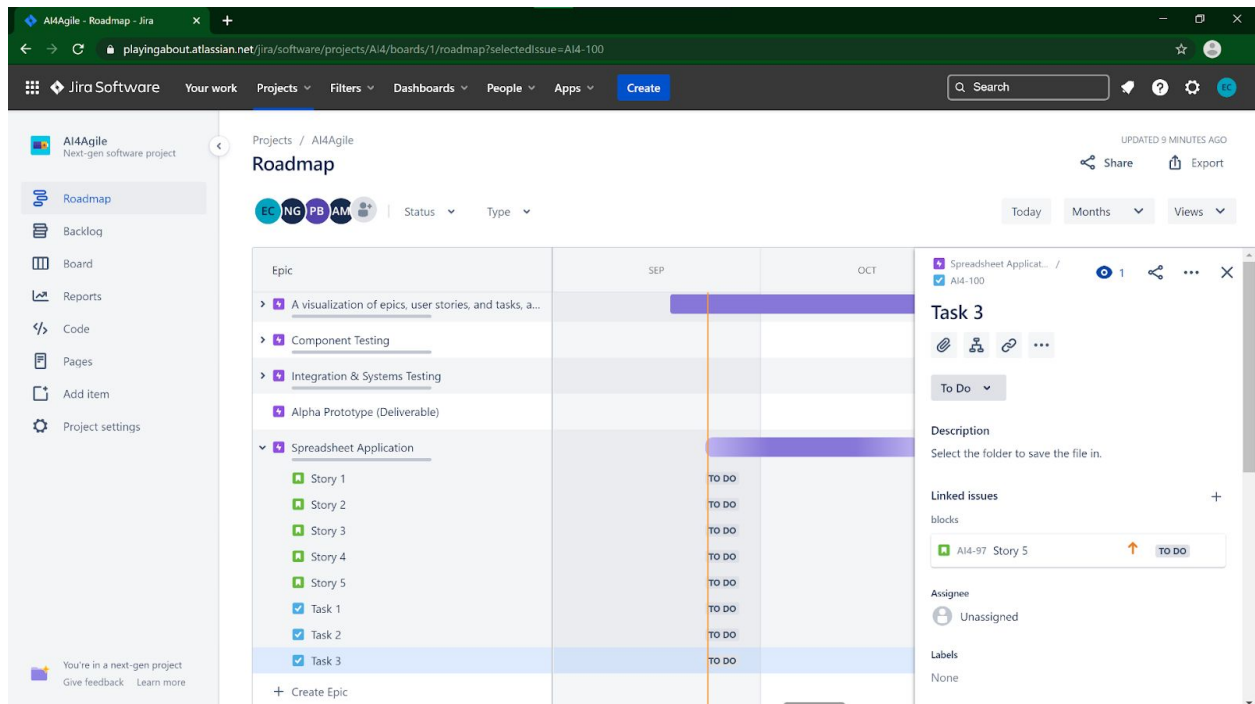 AI4Agile - Roadmap - Jira
playingabout.atlassian.net/jira/software/projects/AI4/boards/1/roadmap?selectedIssue=AI4-100
Jira Software Your work Projects Filters Dashboards People Apps Create Search EC
AI4Agile
Next-gen software project
Roadmap
Backlog
Board
Reports
Code
Pages
Add item
Project settings
You're in a next-gen project
Give feedback Learn more
Projects / AI4Agile
UPDATED 9 MINUTES AGO
Roadmap
Share Export
EC NG PB AM Status Type
Today Months Views
Epic SEP OCT
A visualization of epics, user stories, and tasks, a...
Component Testing
Integration & Systems Testing
Alpha Prototype (Deliverable)
Spreadsheet Application
Story 1 TO DO
Story 2 TO DO
Story 3 TO DO
Story 4 TO DO
Story 5 TO DO
Task 1 TO DO
Task 2 TO DO
Task 3 TO DO
+ Create Epic
Spreadsheet Applicat... /
AI4-100
1
Task 3
To Do
Description
Select the folder to save the file in.
Linked issues
blocks
AI4-97 Story 5 TO DO
Assignee
Unassigned
Labels
None